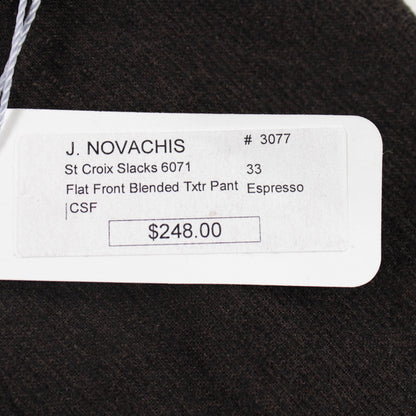 J. NOVACHIS # 3077
St Croix Slacks 6071 33
Flat Front Blended Txtr Pant Espresso
CSF
$248.00